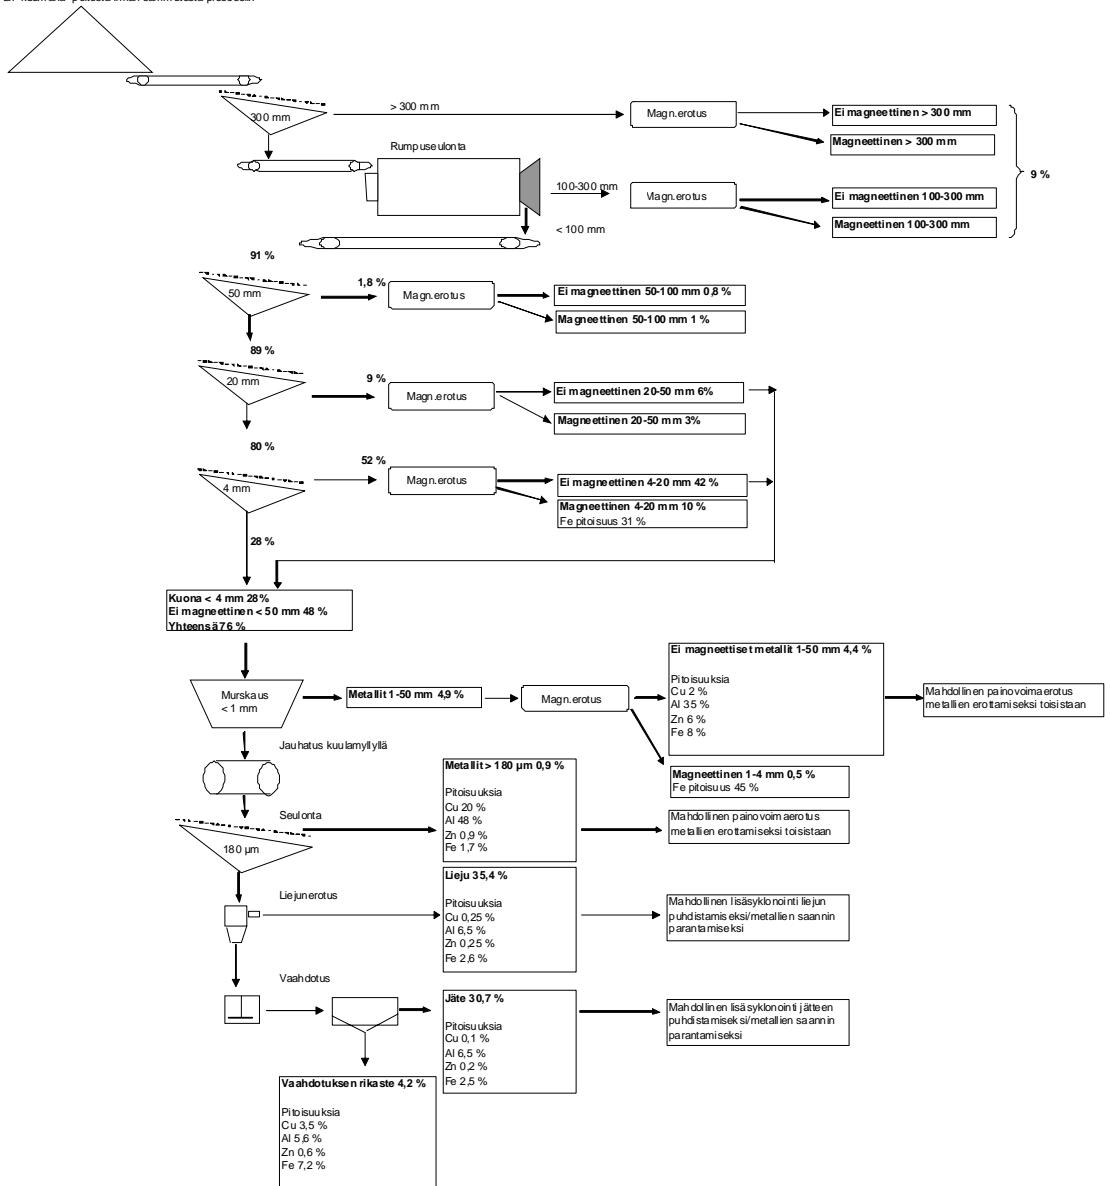 300 mm
> 300 mm
Magn.erotus
Ei magneettinen > 300 mm
Magneettinen > 300 mm
9 %
Rumpuseulonta
100-300 mm
Magn.erotus
Ei magneettinen 100-300 mm
Magneettinen 100-300 mm
< 100 mm
91 %
50 mm
1,8 %
Magn.erotus
Ei magneettinen 50-100 mm 0,8 %
Magneettinen 50-100 mm 1 %
89 %
20 mm
9 %
Magn.erotus
Ei magneettinen 20-50 mm 6%
Magneettinen 20-50 mm 3%
80 %
4 mm
52 %
Magn.erotus
Ei magneettinen 4-20 mm 42 %
Magneettinen 4-20 mm 10 %
Fe pitoisuus 31 %
28 %
Kuona < 4 mm 28%
Ei magneettinen < 50 mm 48 %
Yhteensä 76 %
Murskaus
< 1 mm
Metallit 1-50 mm 4,9 %
Magn.erotus
Ei magneettiset metallit 1-50 mm 4,4 %
Pitoisuuksia
Cu 2 %
Al 35 %
Zn 6 %
Fe 8 %
Mahdollinen painovoimaerotus
metallien erottamiseksi toisistaan
Magneettinen 1-4 mm 0,5 %
Fe pitoisuus 45 %
Jauhatus kuulamyllyllä
Seulonta
180 µm
Metallit > 180 µm 0,9 %
Pitoisuuksia
Cu 20 %
Al 48 %
Zn 0,9 %
Fe 1,7 %
Mahdollinen painovoimaerotus
metallien erottamiseksi toisistaan
Liejunerotus
Lieju 35,4 %
Pitoisuuksia
Cu 0,25 %
Al 6,5 %
Zn 0,25 %
Fe 2,6 %
Mahdollinen lisäsyklonointi liejun
puhdistamiseksi/metallien saannin
parantamiseksi
Vaahdotus
Jäte 30,7 %
Pitoisuuksia
Cu 0,1 %
Al 6,5 %
Zn 0,2 %
Fe 2,5 %
Mahdollinen lisäsyklonointi jätteen
puhdistamiseksi/metallien saannin
parantamiseksi
Vaahdotuksen rikaste 4,2 %
Pitoisuuksia
Cu 3,5 %
Al 5,6 %
Zn 0,6 %
Fe 7,2 %